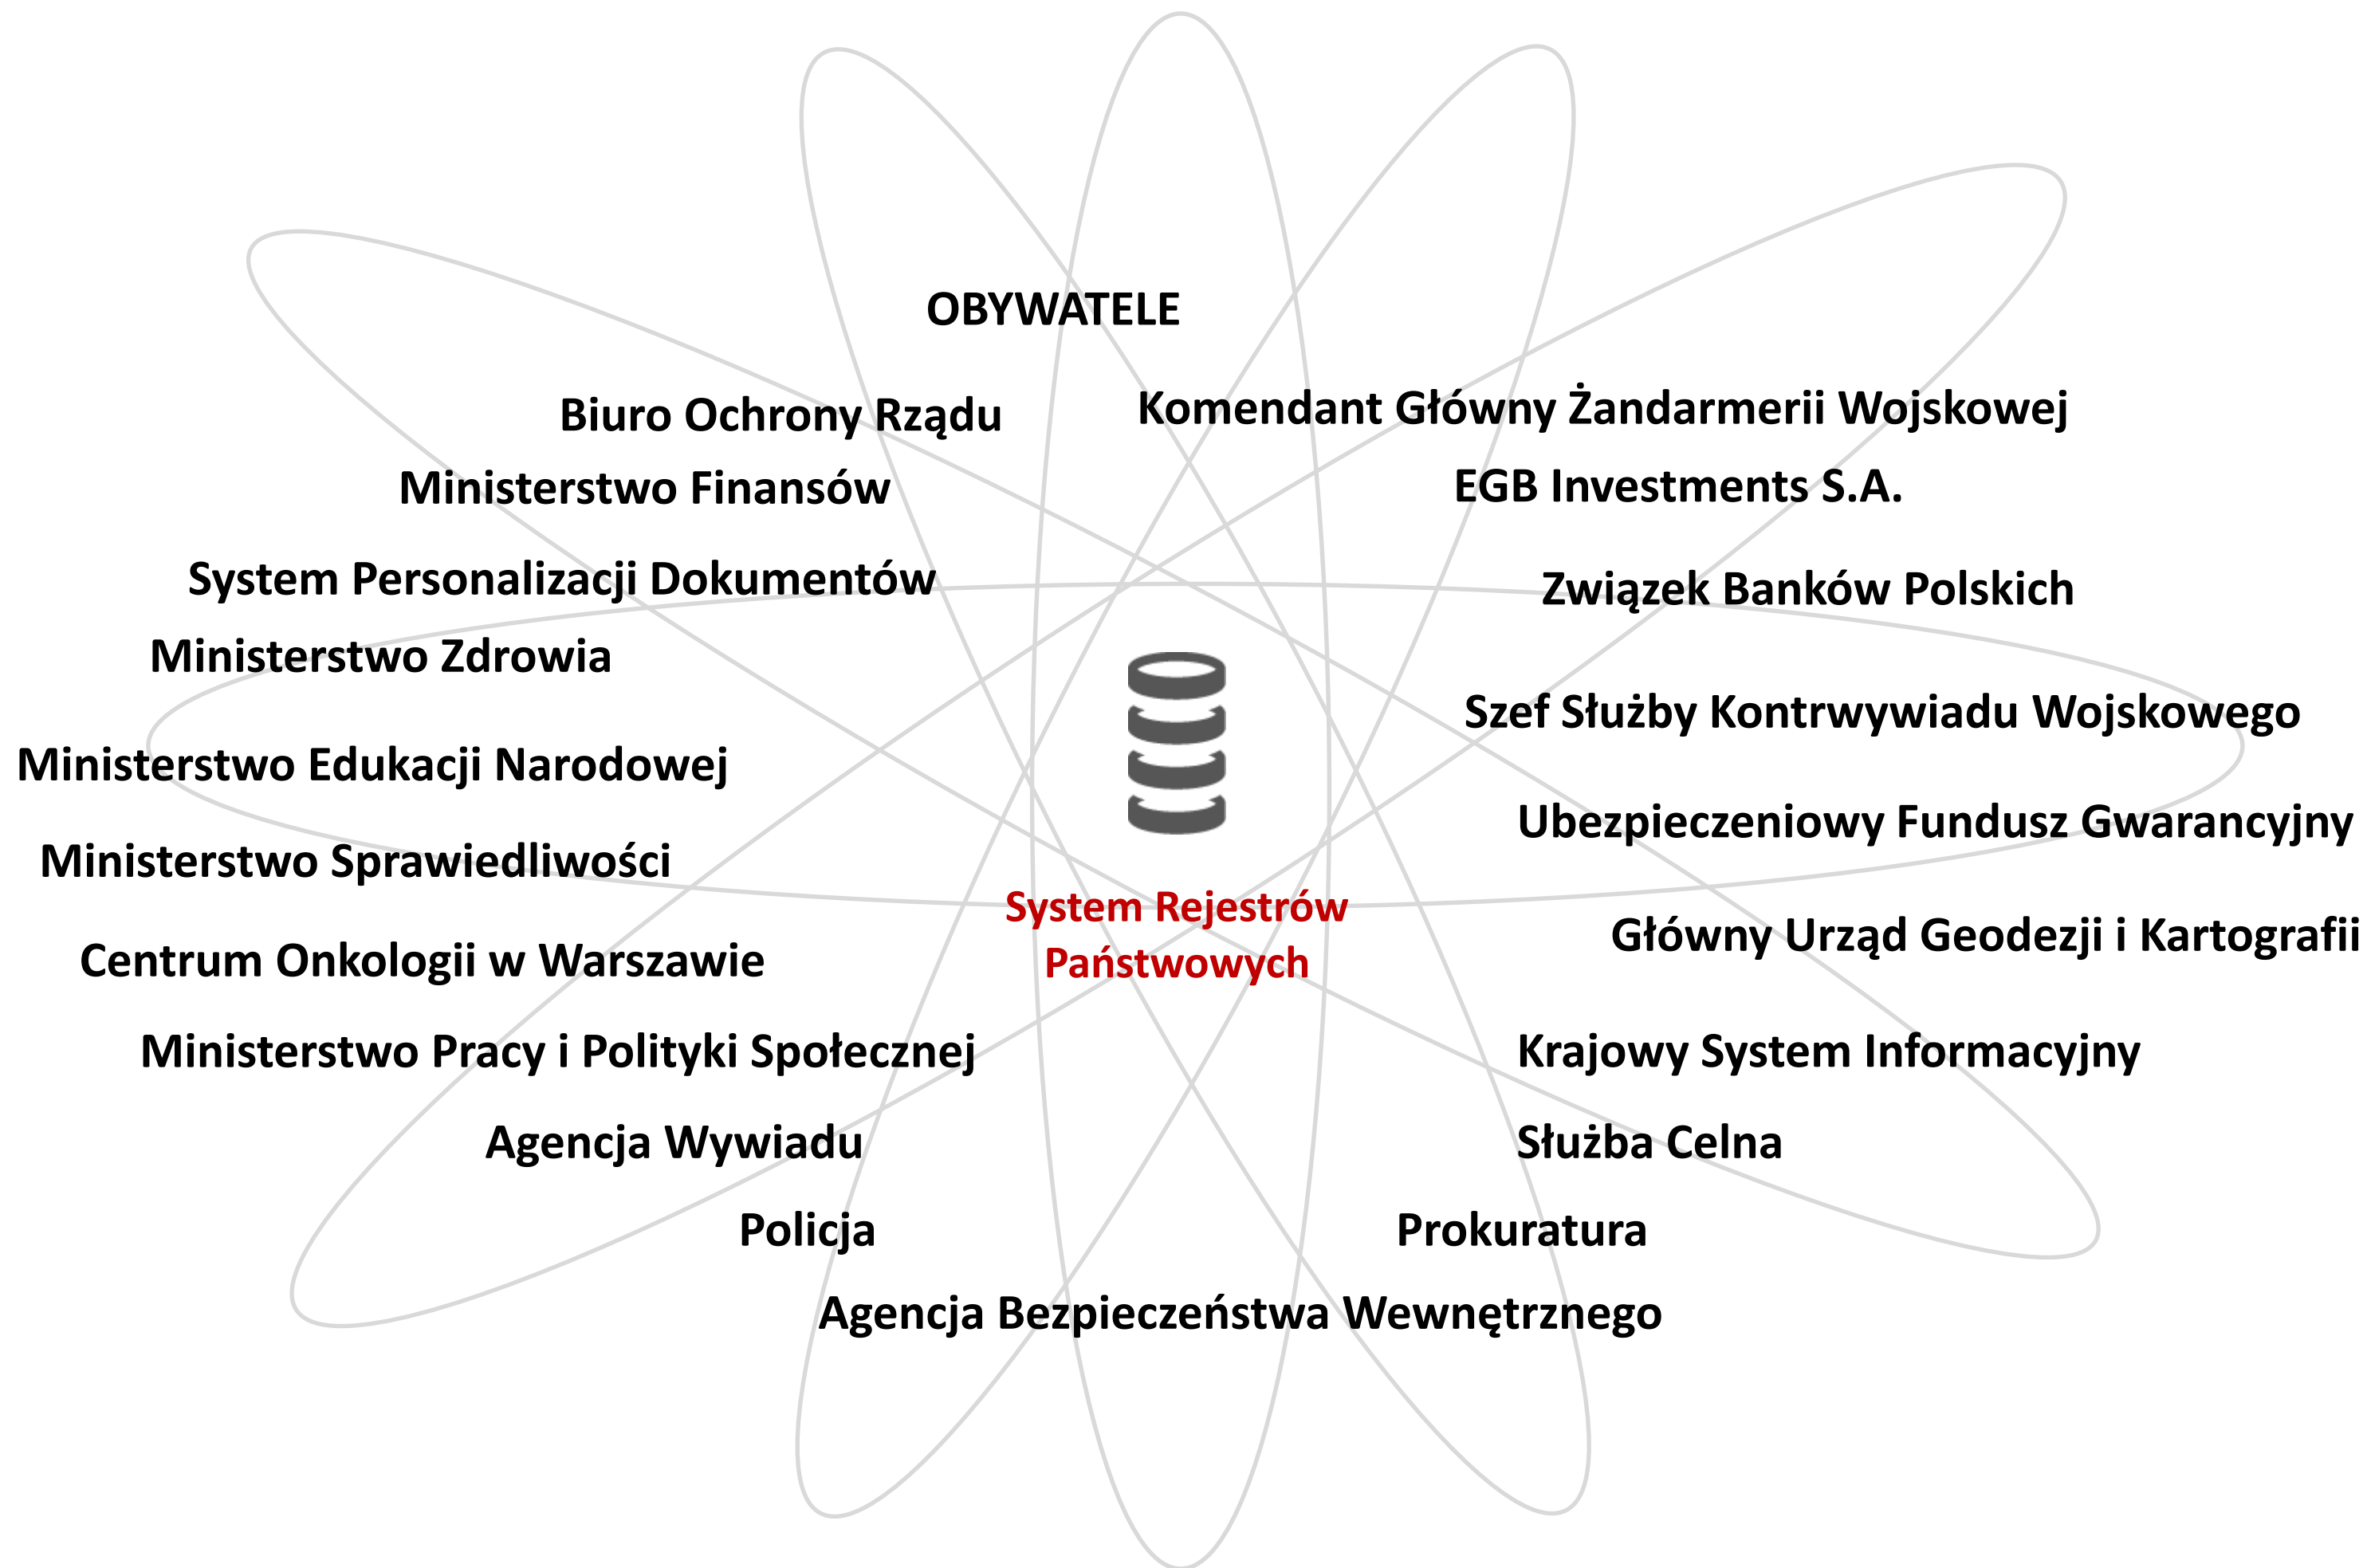 OBYWATELE
Biuro Ochrony Rządu
Komendant Główny Żandarmerii Wojskowej
Ministerstwo Finansów
EGB Investments S.A.
System Personalizacji Dokumentów
Związek Banków Polskich
Ministerstwo Zdrowia
Szef Służby Kontrwywiadu Wojskowego
Ministerstwo Edukacji Narodowej
Ubezpieczeniowy Fundusz Gwarancyjny
Ministerstwo Sprawiedliwości
System Rejestrów
Państwowych
Główny Urząd Geodezji i Kartografii
Centrum Onkologii w Warszawie
Ministerstwo Pracy i Polityki Społecznej
Krajowy System Informacyjny
Agencja Wywiadu
Służba Celna
Policja
Prokuratura
Agencja Bezpieczeństwa Wewnętrznego